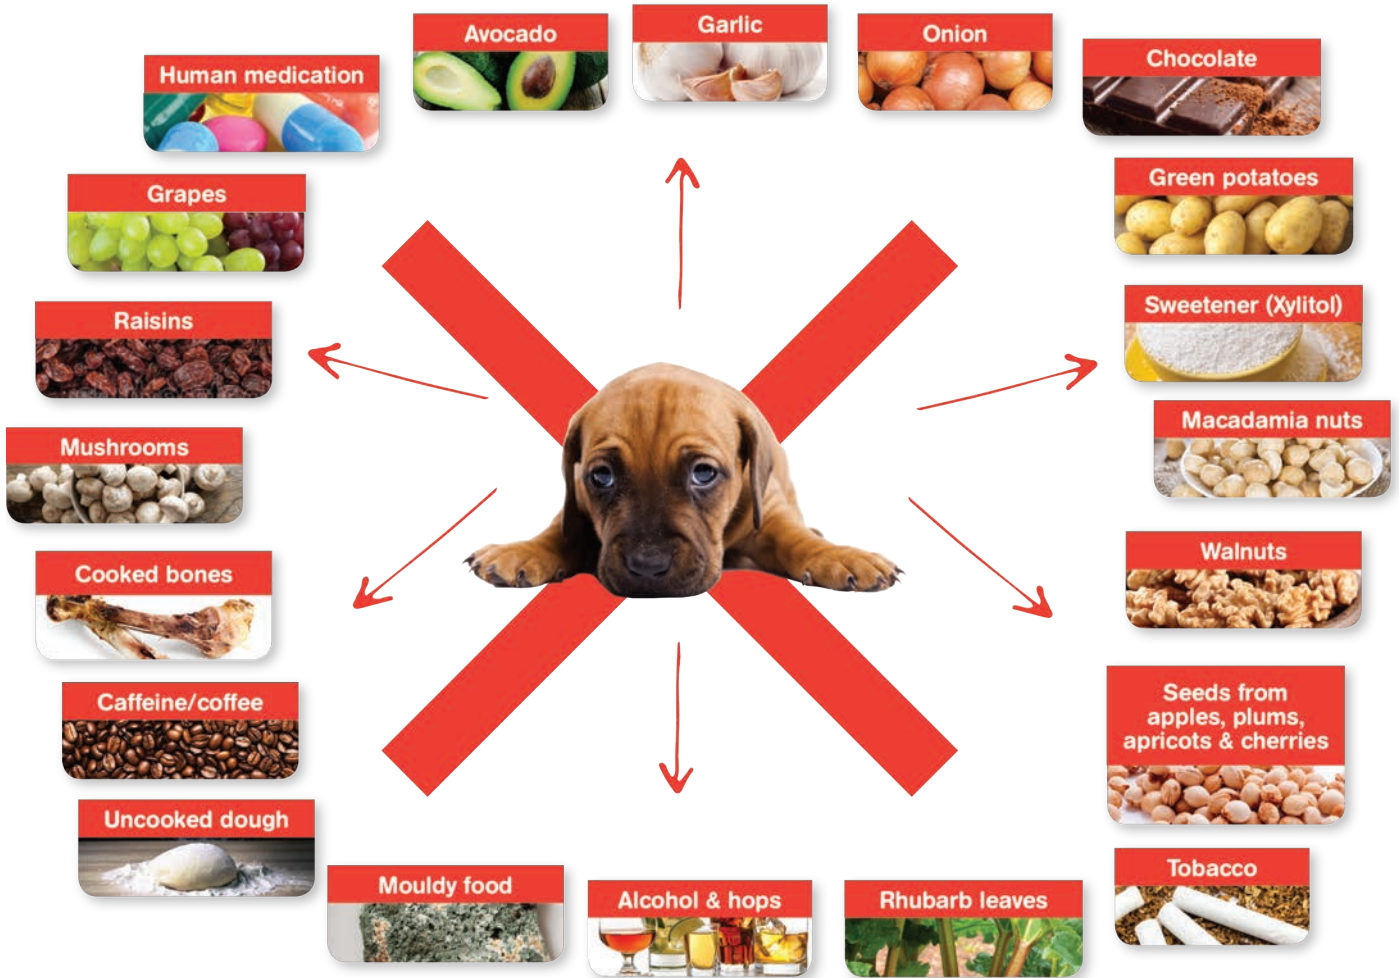 Avocado
Garlic
Onion
Chocolate
Human medication
Green potatoes
Grapes
Sweetener (Xylitol)
Raisins
Macadamia nuts
Mushrooms
Walnuts
Cooked bones
Seeds from
apples, plums,
apricots & cherries
Caffeine/coffee
Uncooked dough
Tobacco
Mouldy food
Alcohol & hops
Rhubarb leaves